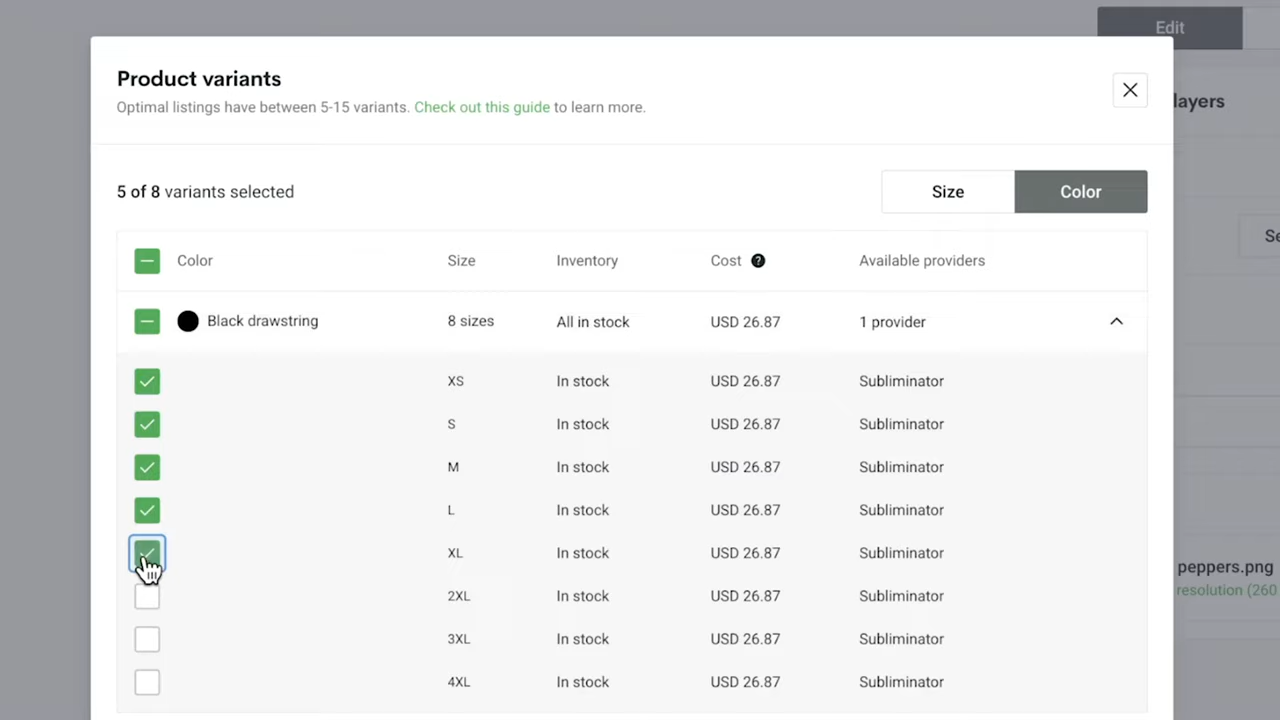 Edit
Product variants
Optimal listings have between 5-15 variants. Check out this guide to learn more.
layers
5 of 8 variants selected
Size
Color
Color
Size
Inventory
Cost ?
Available providers
Black drawstring
8 sizes
All in stock
USD 26.87
1 provider
XS In stock USD 26.87 Subliminator
S In stock USD 26.87 Subliminator
M In stock USD 26.87 Subliminator
L In stock USD 26.87 Subliminator
XL In stock USD 26.87 Subliminator
2XL In stock USD 26.87 Subliminator
3XL In stock USD 26.87 Subliminator
4XL In stock USD 26.87 Subliminator
peppers.png
resolution (260